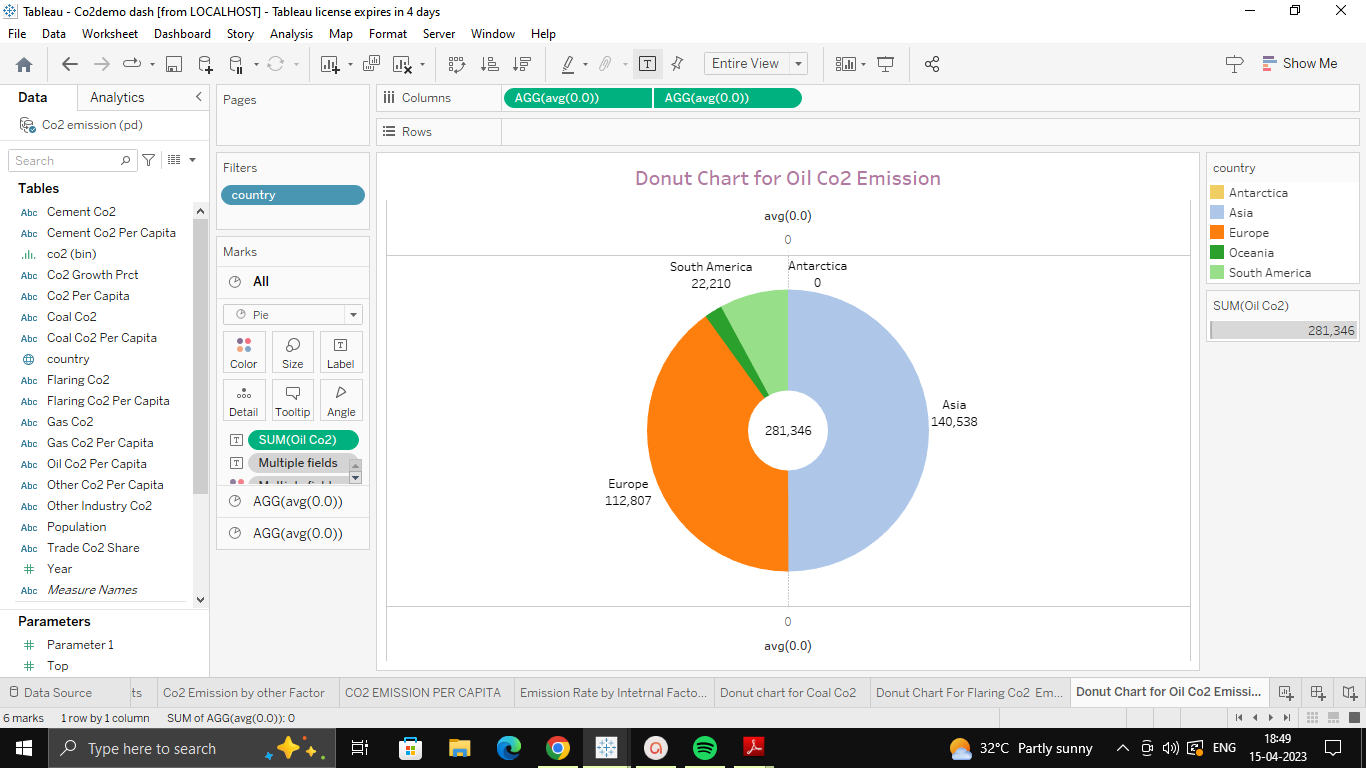 Tableau - Co2demo dash [from LOCALHOST] - Tableau license expires in 4 days
File Data Worksheet Dashboard Story Analysis Map Format Server Window Help
Entire View
Show Me
Data Analytics
Co2 emission (pd)
Search
Tables
Abc Cement Co2
Abc Cement Co2 Per Capita
co2 (bin)
Abc Co2 Growth Prct
Abc Co2 Per Capita
Abc Coal Co2
Abc Coal Co2 Per Capita
country
Abc Flaring Co2
Abc Flaring Co2 Per Capita
Abc Gas Co2
Abc Gas Co2 Per Capita
Abc Oil Co2 Per Capita
Abc Other Co2 Per Capita
Abc Other Industry Co2
Abc Population
Abc Trade Co2 Share
# Year
Abc Measure Names
Parameters
# Parameter 1
# Top
Pages
Filters
country
Marks
All
Pie
Color Size Label
Detail Tooltip Angle
SUM(Oil Co2)
Multiple fields
AGG(avg(0.0))
AGG(avg(0.0))
Columns AGG(avg(0.0)) AGG(avg(0.0))
Rows
Donut Chart for Oil Co2 Emission
avg(0.0)
0
South America
22,210
Antarctica
0
Asia
140,538
281,346
Europe
112,807
0
avg(0.0)
country
Antarctica
Asia
Europe
Oceania
South America
SUM(Oil Co2)
281,346
Data Source ts Co2 Emission by other Factor CO2 EMISSION PER CAPITA Emission Rate by Intetrnal Facto... Donut chart for Coal Co2 Donut Chart For Flaring Co2 Em... Donut Chart for Oil Co2 Emissi...
6 marks 1 row by 1 column SUM of AGG(avg(0.0)): 0
Type here to search
32°C Partly sunny
ENG
18:49
15-04-2023